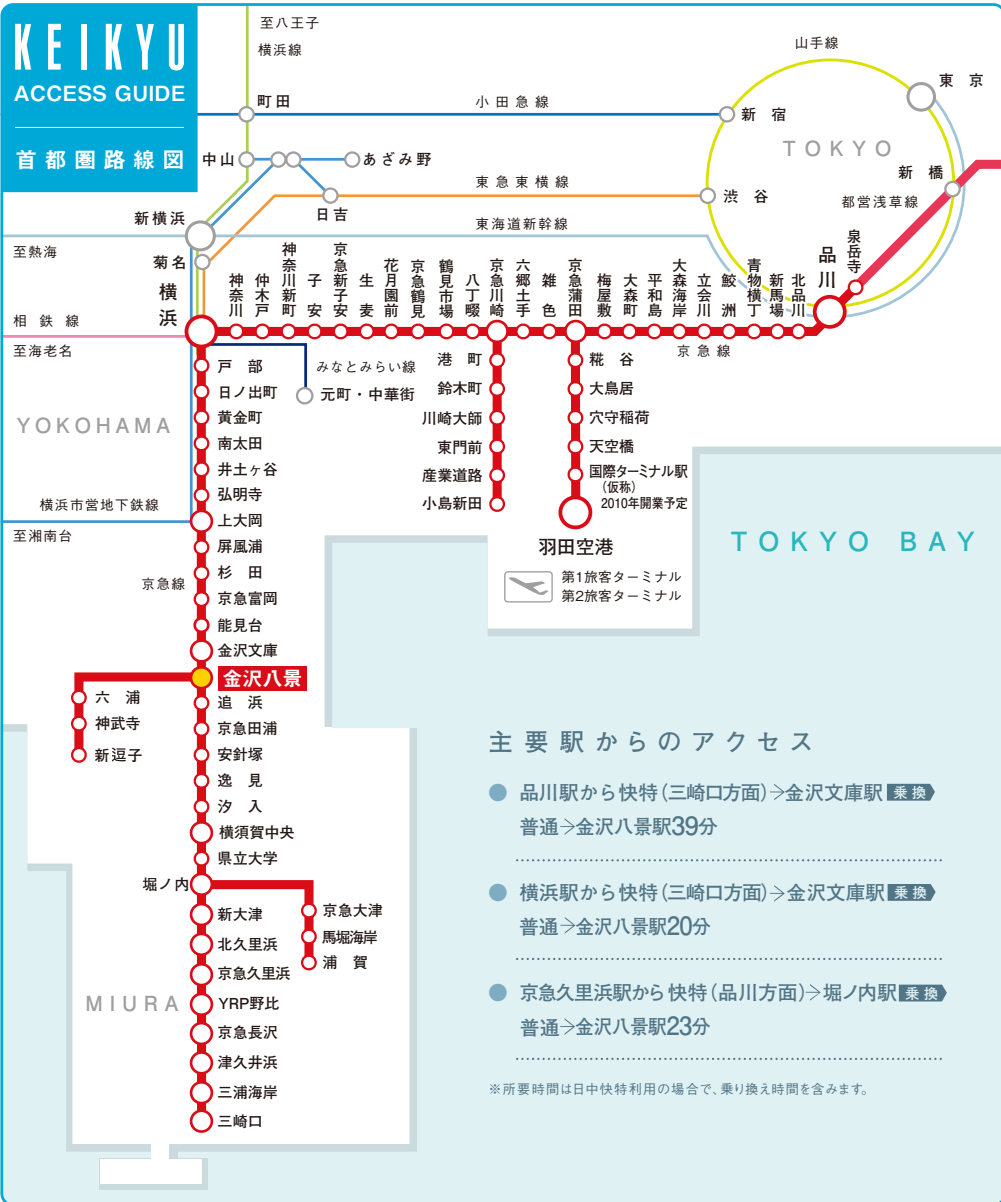 KEIKYU
ACCESS GUIDE
首都圏路線図
至八王子
横浜線
町田
小田急線
新宿
山手線
東京
TOKYO
中山
あざみ野
日吉
東急東横線
渋谷
新橋
都営浅草線
新横浜
東海道新幹線
至熱海
菊名
横浜
相鉄線
至海老名
神奈川
仲木戸
神奈川新町
子安
京急新子安
生麦
花月園前
京急鶴見
鶴見市場
八丁畷
京急川崎
六郷土手
雑色
京急蒲田
梅屋敷
大森町
平和島
大森海岸
立会川
鮫洲
青物横丁
新馬場
北品川
品川
泉岳寺
京急線
みなとみらい線
元町・中華街
港町
鈴木町
川崎大師
東門前
産業道路
小島新田
糀谷
大鳥居
穴守稲荷
天空橋
国際ターミナル駅
(仮称)
2010年開業予定
羽田空港
第1旅客ターミナル
第2旅客ターミナル
TOKYO BAY
YOKOHAMA
横浜市営地下鉄線
至湘南台
京急線
戸部
日ノ出町
黄金町
南太田
井土ヶ谷
弘明寺
上大岡
屏風浦
杉田
京急富岡
能見台
金沢文庫
金沢八景
六浦
神武寺
新逗子
追浜
京急田浦
安針塚
逸見
汐入
横須賀中央
県立大学
堀ノ内
京急大津
馬堀海岸
浦賀
新大津
北久里浜
京急久里浜
YRP野比
京急長沢
津久井浜
三浦海岸
三崎口
MIURA
主要駅からのアクセス
● 品川駅から快特(三崎口方面)→金沢文庫駅 乗換
普通→金沢八景駅39分
● 横浜駅から快特(三崎口方面)→金沢文庫駅 乗換
普通→金沢八景駅20分
● 京急久里浜駅から快特(品川方面)→堀ノ内駅 乗換
普通→金沢八景駅23分
※所要時間は日中快特利用の場合で、乗り換え時間を含みます。